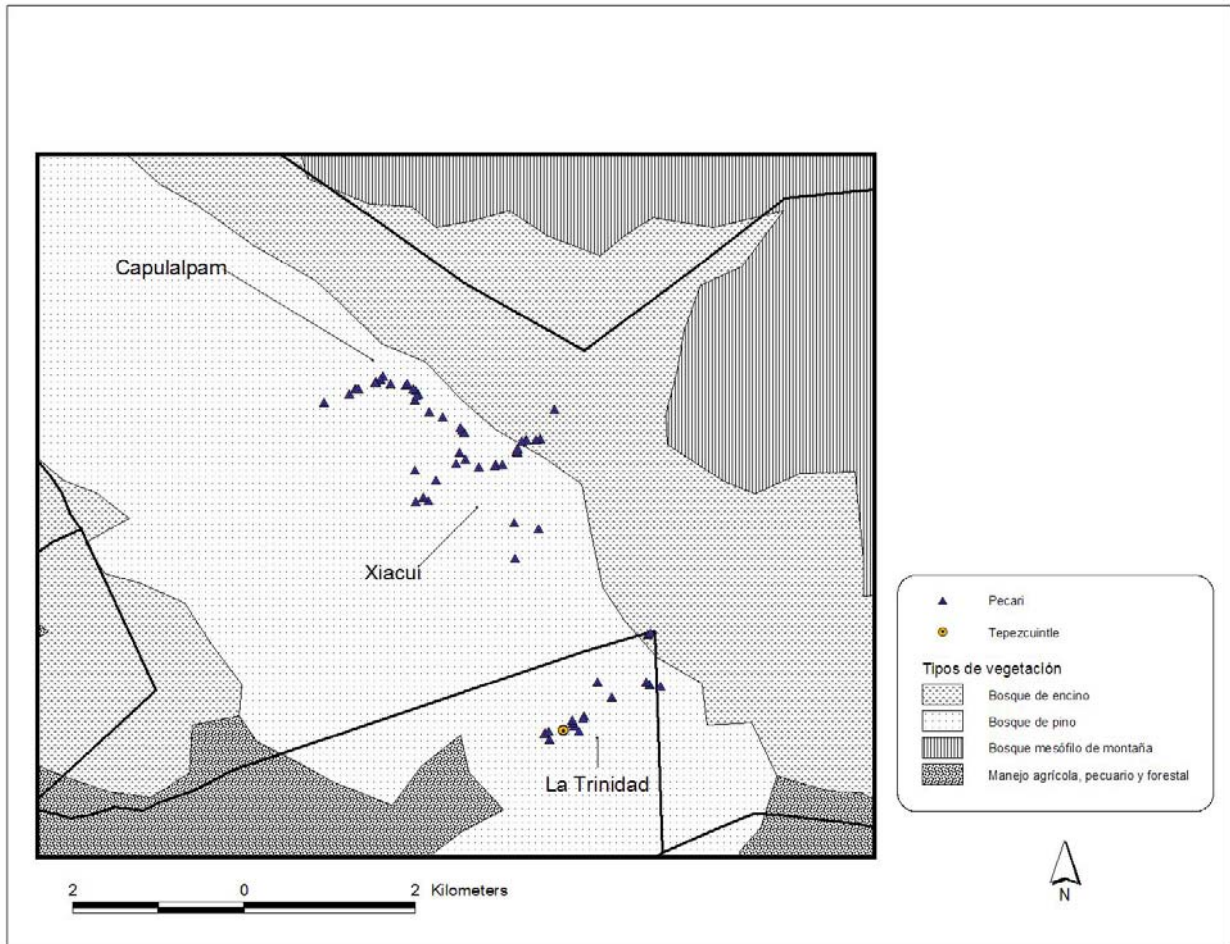 Capulalpam
Xiacui
La Trinidad
Pecari
Tepezcuintle
Tipos de vegetación
Bosque de encino
Bosque de pino
Bosque mesófilo de montaña
Manejo agrícola, pecuario y forestal
2 0 2 Kilometers
N